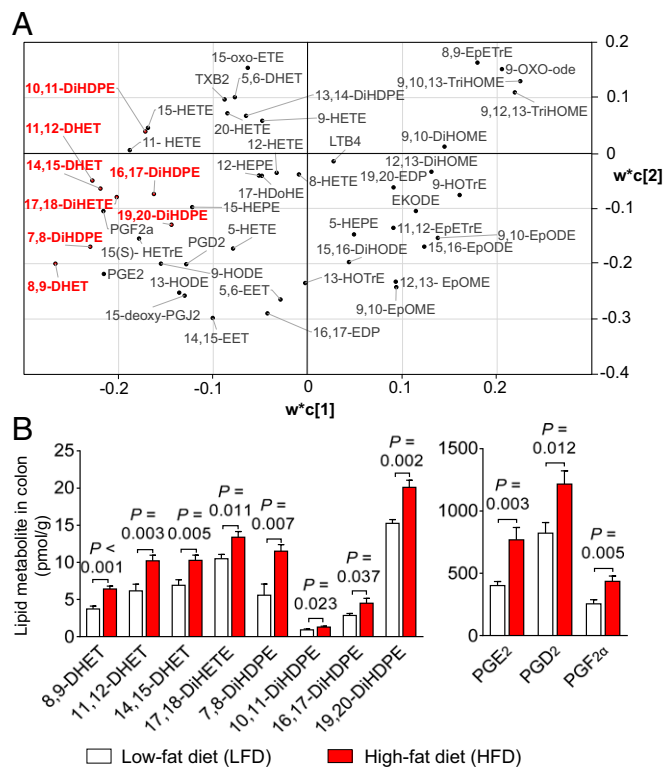 A
0.2
0.1
0
w*c[2]
-0.1
-0.2
-0.3
-0.4
-0.2
-0.1
0
0.1
0.2
w*c[1]
15-oxo-ETE
8,9-EpETrE
9-OXO-ode
TXB2
5,6-DHET
10,11-DiHDPE
9,10,13-TriHOME
13,14-DiHDPE
9,12,13-TriHOME
15-HETE
11,12-DHET
20-HETE
9-HETE
11- HETE
12-HETE
LTB4
9,10-DiHOME
14,15-DHET
16,17-DiHDPE
12-HEPE
12,13-DiHOME
8-HETE
19,20-EDP
9-HOTrE
17-HDoHE
17,18-DiHETE
EKODE
15-HEPE
19,20-DiHDPE
PGF2a
5-HETE
5-HEPE
11,12-EpETrE
9,10-EpODE
7,8-DiHDPE
PGD2
15(S)- HETrE
15,16-DiHODE
15,16-EpODE
8,9-DHET
PGE2
9-HODE
13-HOTrE
13-HODE
12,13- EpOME
5,6-EET
15-deoxy-PGJ2
9,10-EpOME
16,17-EDP
14,15-EET
B
Lipid metabolite in colon
(pmol/g)
25
20
15
10
5
0
P <
0.001
P =
0.003
P =
0.005
P =
0.011
P =
0.007
P =
0.023
P =
0.037
P =
0.002
8,9-DHET
11,12-DHET
14,15-DHET
17,18-DiHETE
7,8-DiHDPE
10,11-DiHDPE
16,17-DiHDPE
19,20-DiHDPE
1500
1000
500
0
P =
0.003
P =
0.012
P =
0.005
PGE2
PGD2
PGF2α
Low-fat diet (LFD)
High-fat diet (HFD)